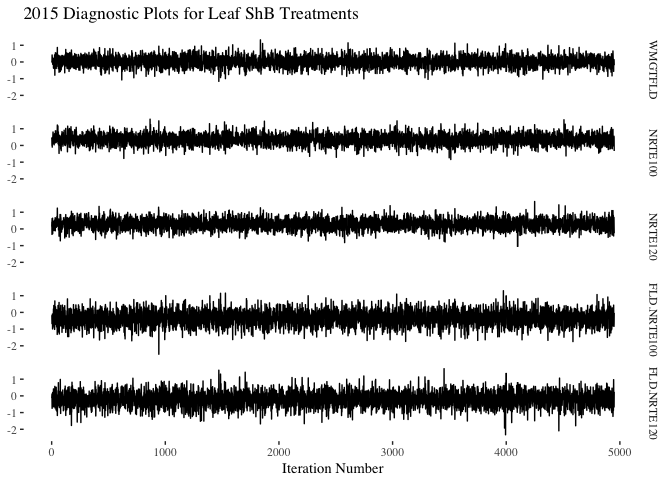 2015 Diagnostic Plots for Leaf ShB Treatments
1
0
-1
-2
WMGTFLD
1
0
-1
-2
NRTE100
1
0
-1
-2
NRTE120
1
0
-1
-2
FLD.NRTE100
1
0
-1
-2
FLD.NRTE120
0 1000 2000 3000 4000 5000
Iteration Number